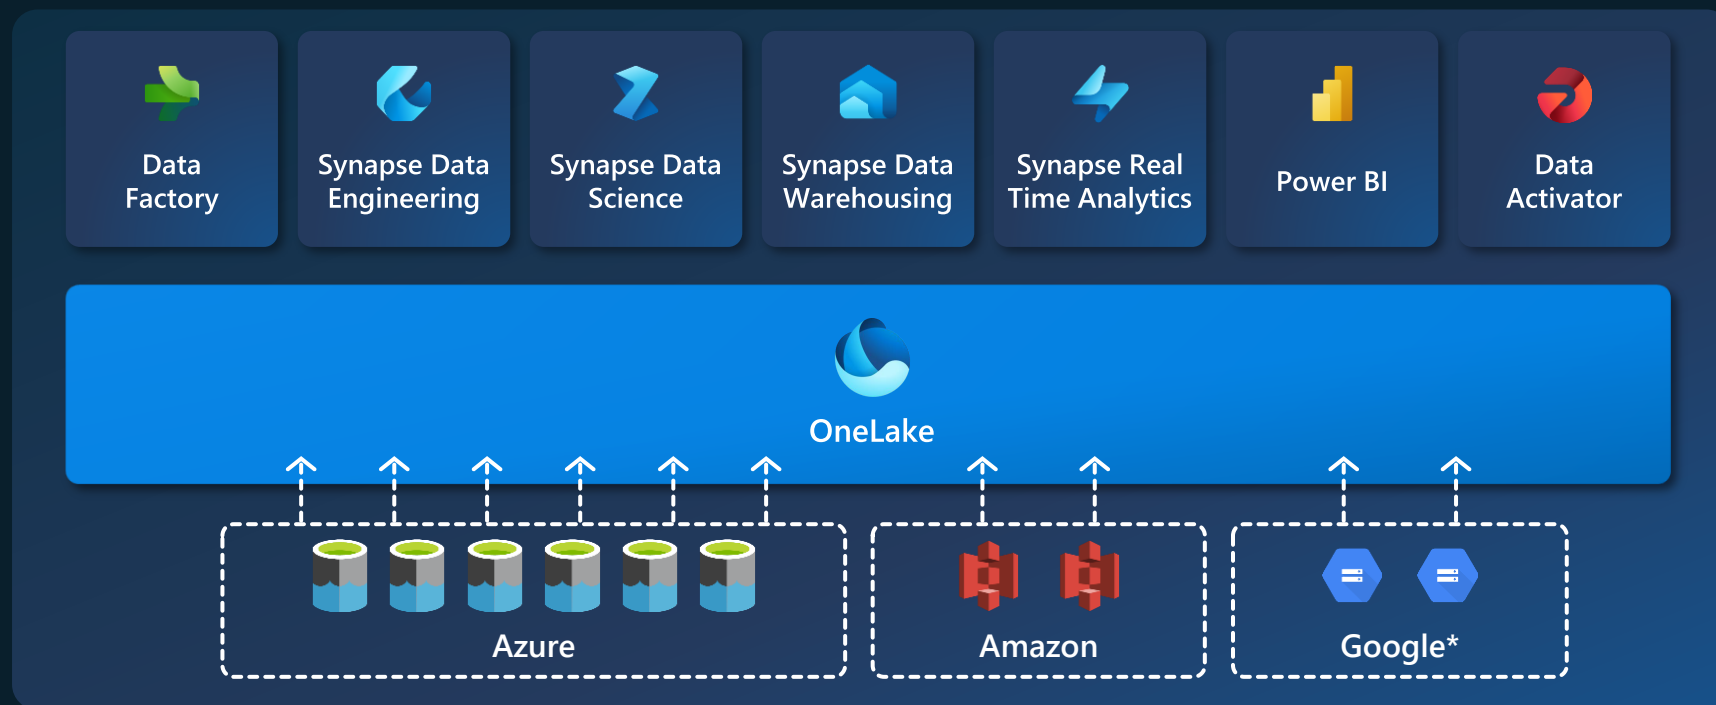 Data
Factory
Synapse Data
Engineering
Synapse Data
Science
Synapse Data
Warehousing
Synapse Real
Time Analytics
Power BI
Data
Activator
OneLake
Azure
Amazon
Google*